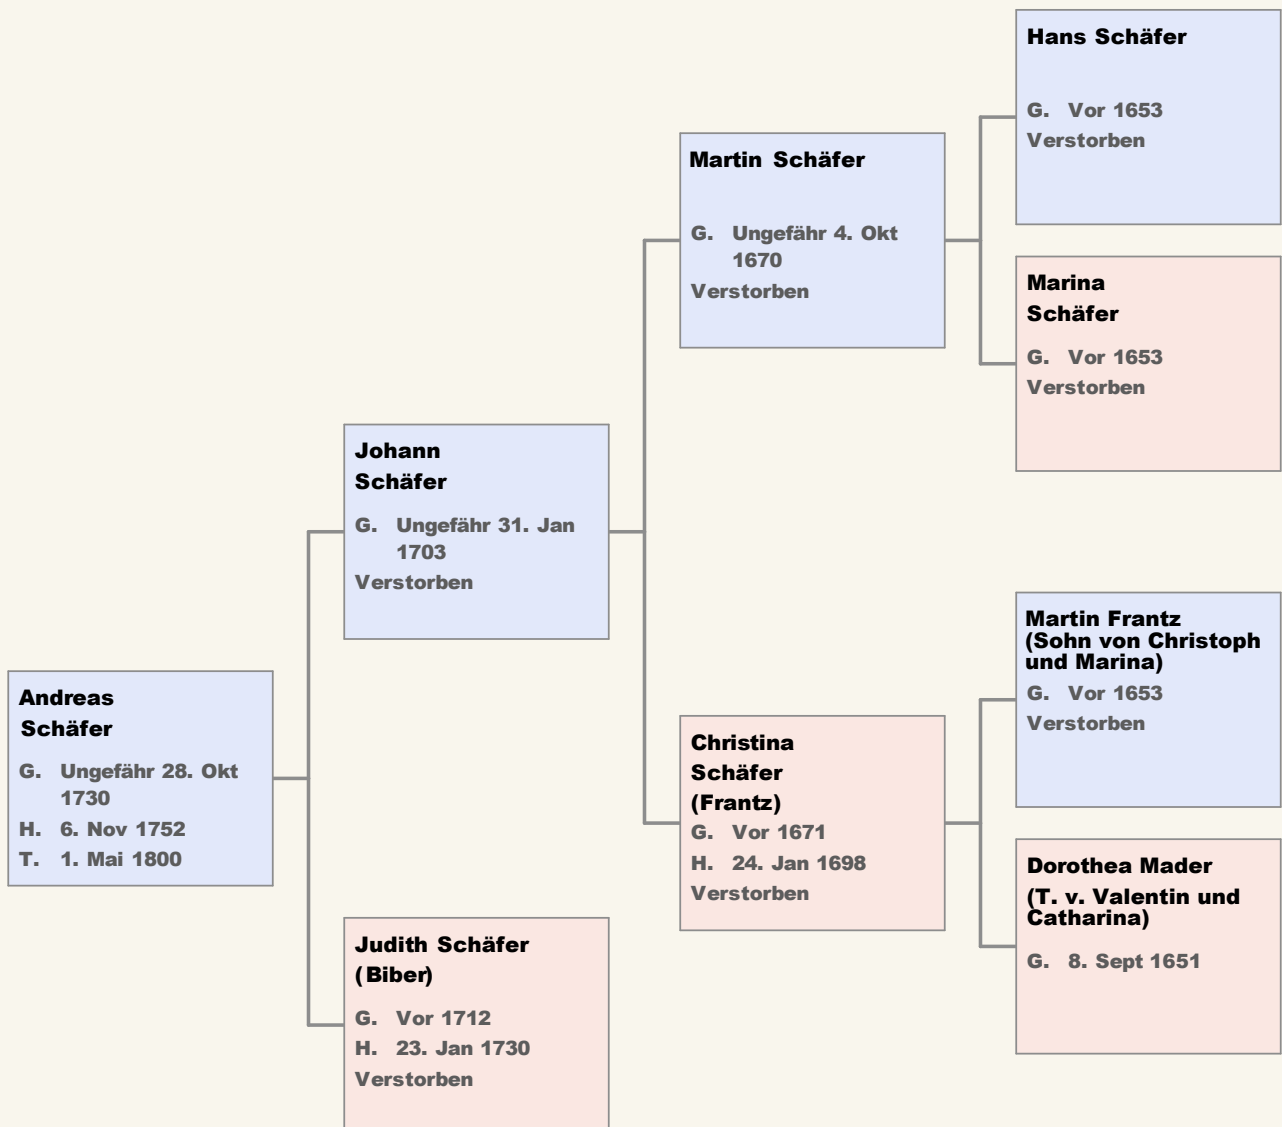 Hans Schäfer
G. Vor 1653
Verstorben
Martin Schäfer
G. Ungefähr 4. Okt
1670
Verstorben
Marina
Schäfer
G. Vor 1653
Verstorben
Johann
Schäfer
G. Ungefähr 31. Jan
1703
Verstorben
Martin Frantz
(Sohn von Christoph
und Marina)
G. Vor 1653
Verstorben
Andreas
Schäfer
G. Ungefähr 28. Okt
1730
H. 6. Nov 1752
T. 1. Mai 1800
Christina
Schäfer
(Frantz)
G. Vor 1671
H. 24. Jan 1698
Verstorben
Dorothea Mader
(T. v. Valentin und
Catharina)
G. 8. Sept 1651
Judith Schäfer
(Biber)
G. Vor 1712
H. 23. Jan 1730
Verstorben